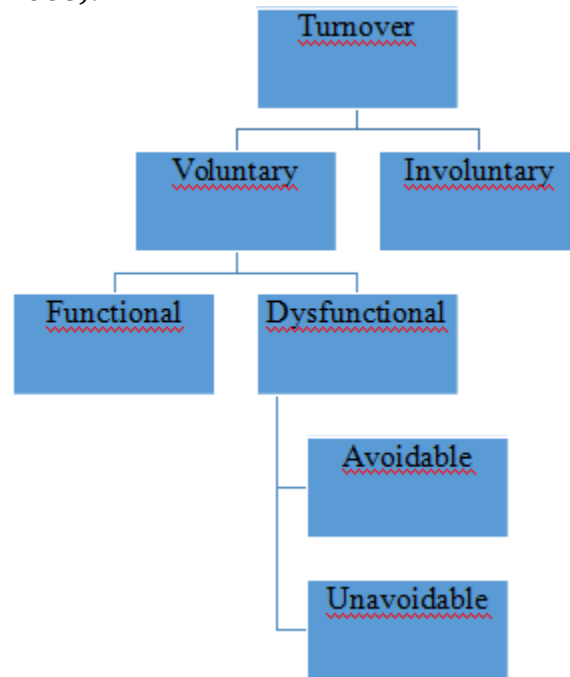 Turnover
Voluntary
Involuntary
Functional
Dysfunctional
Avoidable
Unavoidable